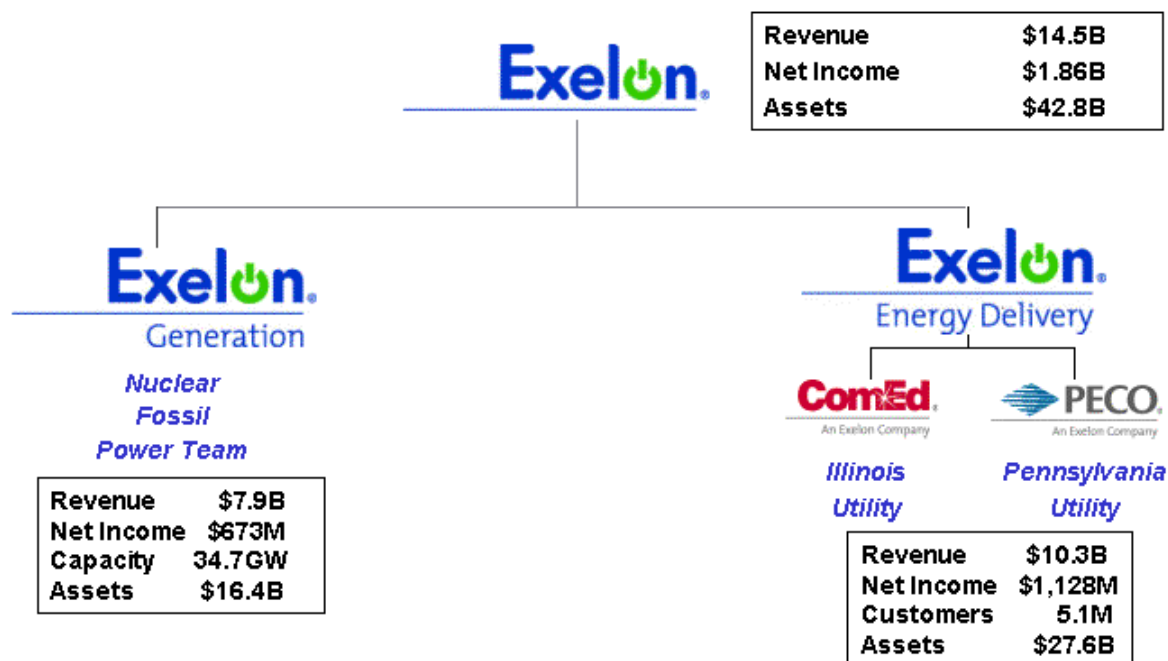 Exelon®
Revenue $14.5B
Net Income $1.86B
Assets $42.8B
Exelon®
Generation
Nuclear
Fossil
Power Team
Revenue $7.9B
Net Income $673M
Capacity 34.7GW
Assets $16.4B
Exelon®
Energy Delivery
ComEd®
An Exelon Company
Illinois
Utility
PECO®
An Exelon Company
Pennsylvania
Utility
Revenue $10.3B
Net Income $1,128M
Customers 5.1M
Assets $27.6B